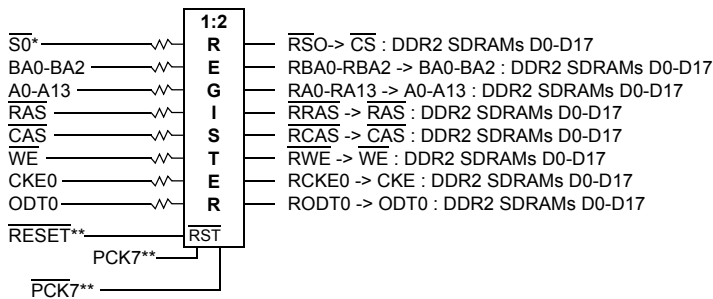 1:2
S0* R RSO-> CS : DDR2 SDRAMs D0-D17
BA0-BA2 E RBA0-RBA2 -> BA0-BA2 : DDR2 SDRAMs D0-D17
A0-A13 G RA0-RA13 -> A0-A13 : DDR2 SDRAMs D0-D17
RAS I RRAS -> RAS : DDR2 SDRAMs D0-D17
CAS S RCAS -> CAS : DDR2 SDRAMs D0-D17
WE T RWE -> WE : DDR2 SDRAMs D0-D17
CKE0 E RCKE0 -> CKE : DDR2 SDRAMs D0-D17
ODT0 R RODT0 -> ODT0 : DDR2 SDRAMs D0-D17
RESET** RST
PCK7**
PCK7**